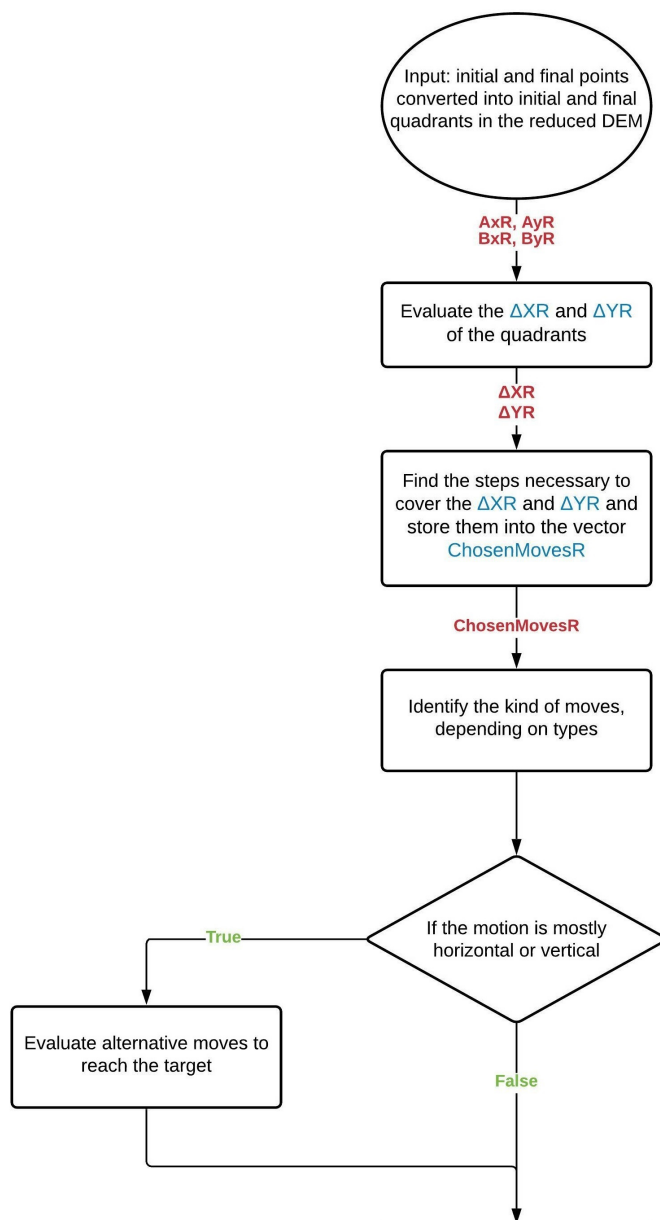 Input: initial and final points
converted into initial and final
quadrants in the reduced DEM
AxR, AyR
BxR, ByR
Evaluate the ΔXR and ΔYR
of the quadrants
ΔXR
ΔYR
Find the steps necessary to
cover the ΔXR and ΔYR and
store them into the vector
ChosenMovesR
ChosenMovesR
Identify the kind of moves,
depending on types
If the motion is mostly
horizontal or vertical
True
Evaluate alternative moves to
reach the target
False